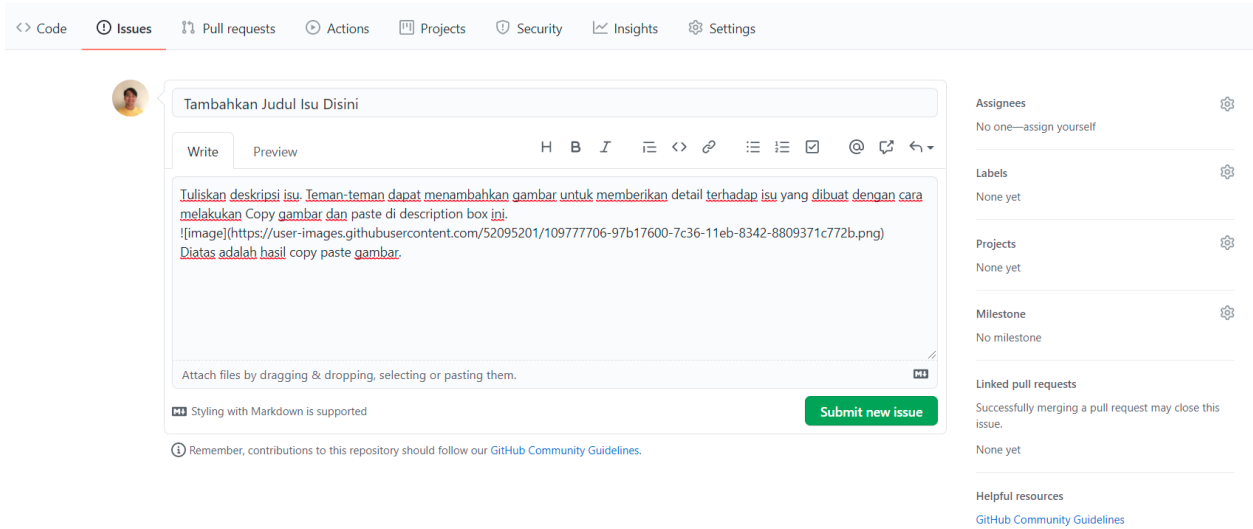 Code Issues Pull requests Actions Projects Security Insights Settings
Tambahkan Judul Isu Disini
Write Preview
Tuliskan deskripsi isu. Teman-teman dapat menambahkan gambar untuk memberikan detail terhadap isu yang dibuat dengan cara
melakukan Copy gambar dan paste di description box ini.
![image](https://user-images.githubusercontent.com/52095201/109777706-97b17600-7c36-11eb-8342-8809371c772b.png)
Diatas adalah hasil copy paste gambar.
Attach files by dragging & dropping, selecting or pasting them.
Styling with Markdown is supported
Submit new issue
Remember, contributions to this repository should follow our GitHub Community Guidelines.
Assignees
No one—assign yourself
Labels
None yet
Projects
None yet
Milestone
No milestone
Linked pull requests
Successfully merging a pull request may close this
issue.
None yet
Helpful resources
GitHub Community Guidelines